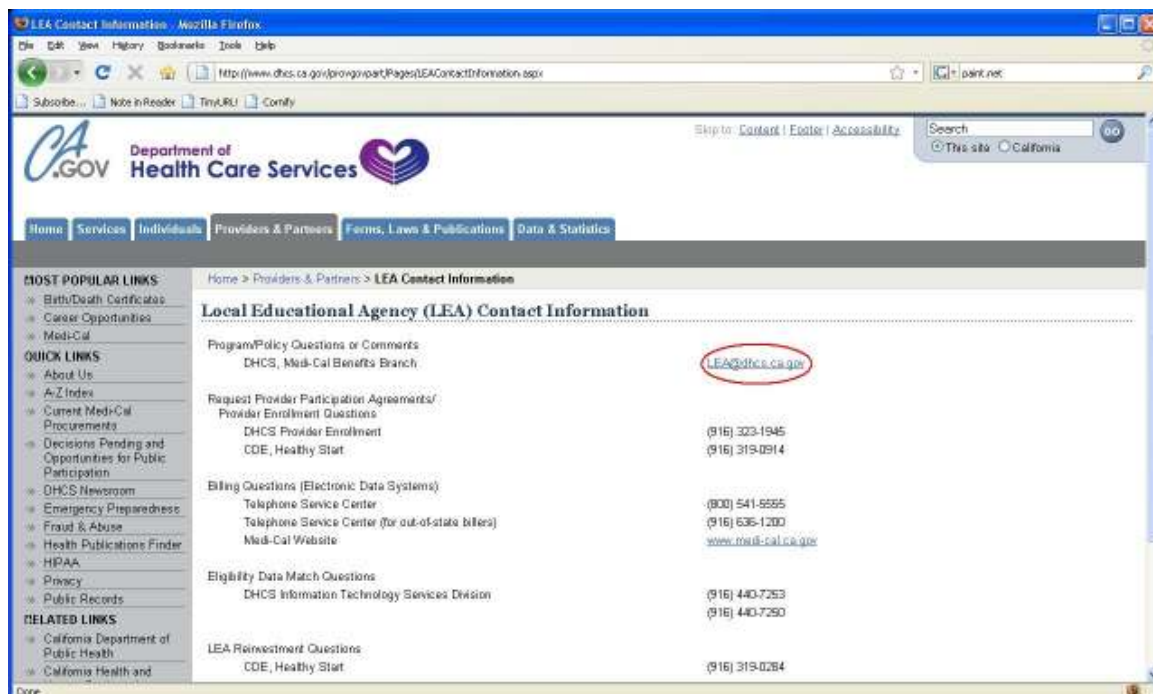 LEA Contact Information - Mozilla Firefox
File Edit View History Bookmarks Tools Help
http://www.dhcs.ca.gov/provgovpart/Pages/LEAContactInformation.aspx
paint.net
Subscribe... Note in Reader TinyURL! Cornify
CA.GOV
Department of
Health Care Services
Skip to: Content | Footer | Accessibility
Search
GO
This site California
Home Services Individuals Providers & Partners Forms, Laws & Publications Data & Statistics
MOST POPULAR LINKS
Birth/Death Certificates
Career Opportunities
Medi-Cal
QUICK LINKS
About Us
A-Z Index
Current Medi-Cal
Procurements
Decisions Pending and
Opportunities for Public
Participation
DHCS Newsroom
Emergency Preparedness
Fraud & Abuse
Health Publications Finder
HIPAA
Privacy
Public Records
RELATED LINKS
California Department of
Public Health
California Health and
Home > Providers & Partners > LEA Contact Information
Local Educational Agency (LEA) Contact Information
Program/Policy Questions or Comments
DHCS, Medi-Cal Benefits Branch LEA@dhcs.ca.gov
Request Provider Participation Agreements/
Provider Enrollment Questions
DHCS Provider Enrollment (916) 323-1945
CDE, Healthy Start (916) 319-0914
Billing Questions (Electronic Data Systems)
Telephone Service Center (800) 541-5555
Telephone Service Center (for out-of-state billers) (916) 636-1200
Medi-Cal Website www.medi-cal.ca.gov
Eligibility Data Match Questions
DHCS Information Technology Services Division (916) 440-7253
(916) 440-7250
LEA Reinvestment Questions
CDE, Healthy Start (916) 319-0284
Done